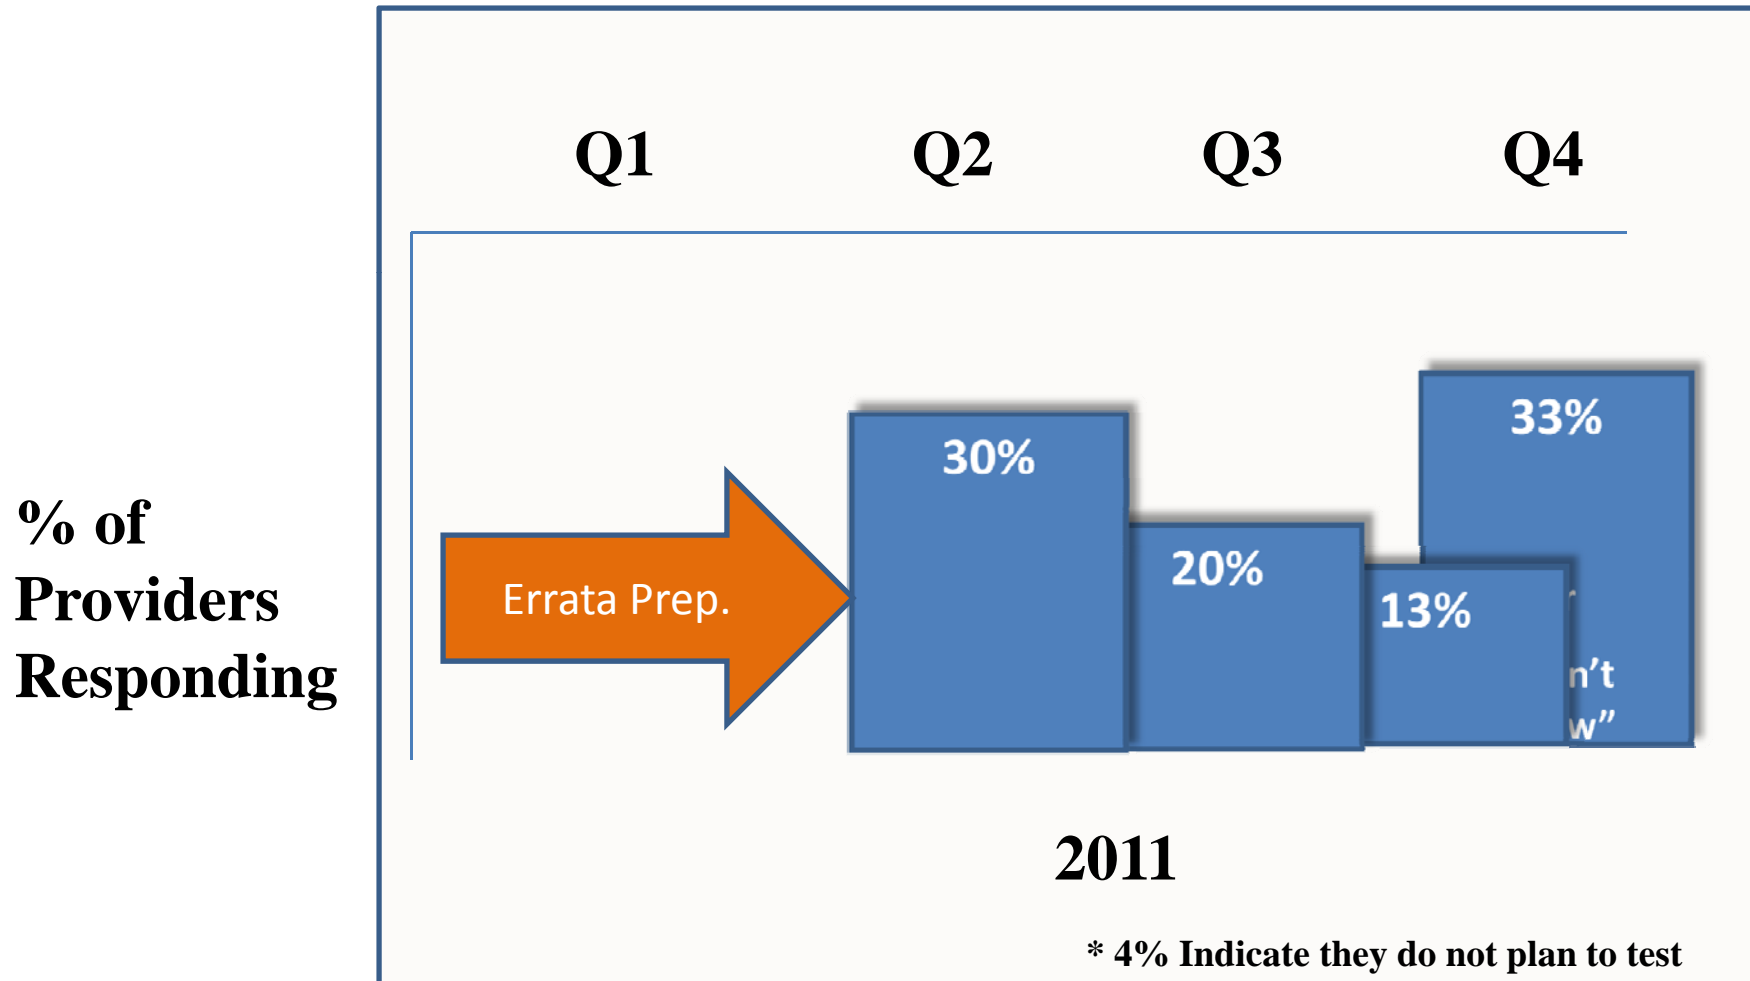 Q1 Q2 Q3 Q4
33%
30%
20%
13%
Errata Prep.
% of
Providers
Responding
2011
* 4% Indicate they do not plan to test